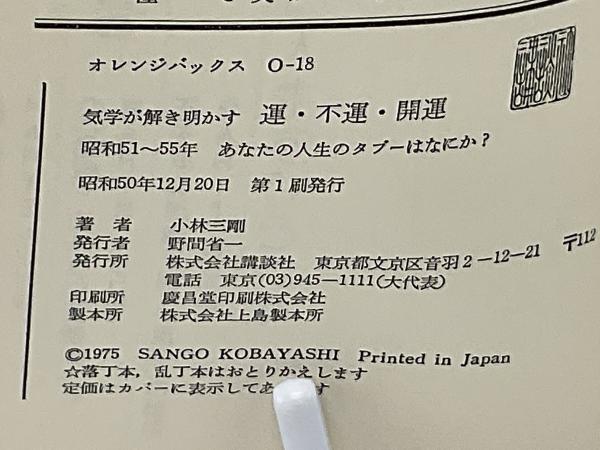 オレンジバックス O-18
気学が解き明かす 運・不運・開運
昭和51〜55年 あなたの人生のタブーはなにか?
昭和50年12月20日 第1刷発行
著者 小林三剛
発行者 野間省一
発行所 株式会社講談社 東京都文京区音羽2-12-21 〒112
電話 東京(03)945-1111(大代表)
印刷所 慶昌堂印刷株式会社
製本所 株式会社上島製本所
©1975 SANGO KOBAYASHI Printed in Japan
☆落丁本,乱丁本はおとりかえします
定価はカバーに表示してあ す